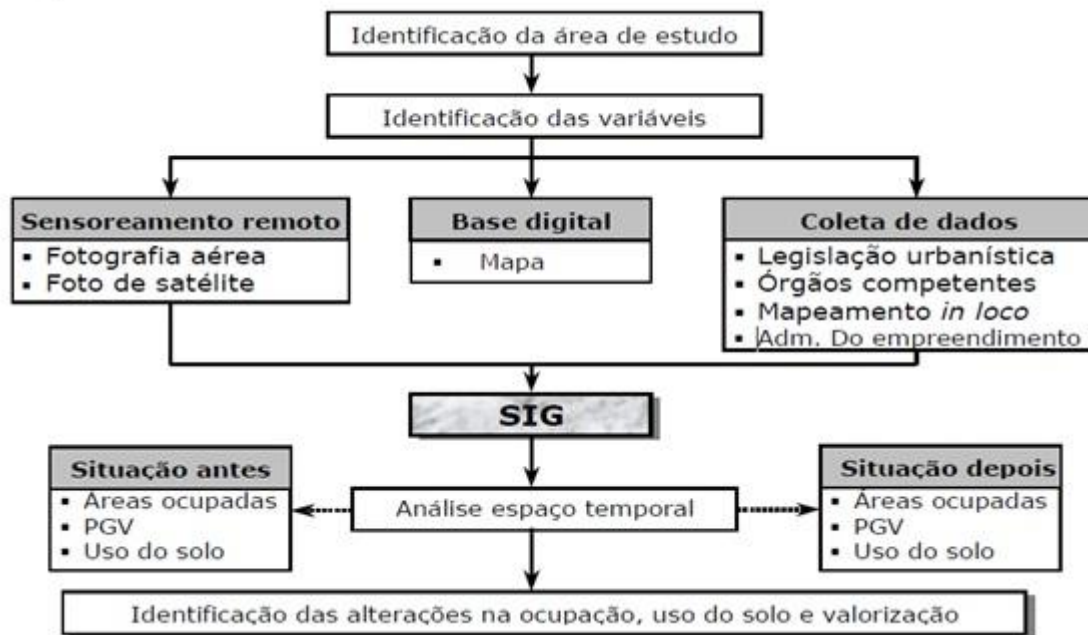 Identificação da área de estudo
Identificação das variáveis
Sensoreamento remoto
▪ Fotografia aérea
▪ Foto de satélite
Base digital
▪ Mapa
Coleta de dados
▪ Legislação urbanística
▪ Órgãos competentes
▪ Mapeamento in loco
▪ Adm. Do empreendimento
SIG
Situação antes
▪ Áreas ocupadas
▪ PGV
▪ Uso do solo
Análise espaço temporal
Situação depois
▪ Áreas ocupadas
▪ PGV
▪ Uso do solo
Identificação das alterações na ocupação, uso do solo e valorização